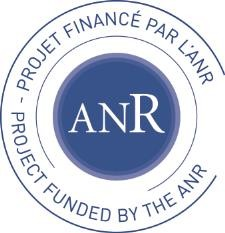 - PROJET FINANCÉ PAR L'ANR
- PROJECT FUNDED BY THE ANR
ANR